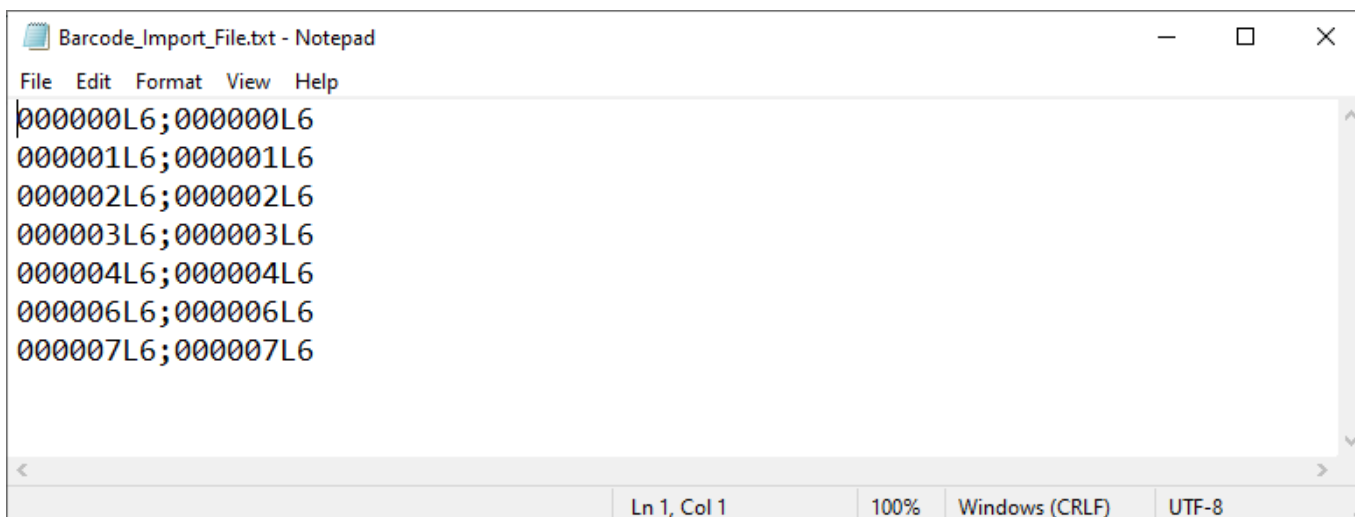 Barcode_Import_File.txt - Notepad
File Edit Format View Help
000000L6;000000L6
000001L6;000001L6
000002L6;000002L6
000003L6;000003L6
000004L6;000004L6
000006L6;000006L6
000007L6;000007L6
Ln 1, Col 1 100% Windows (CRLF) UTF-8